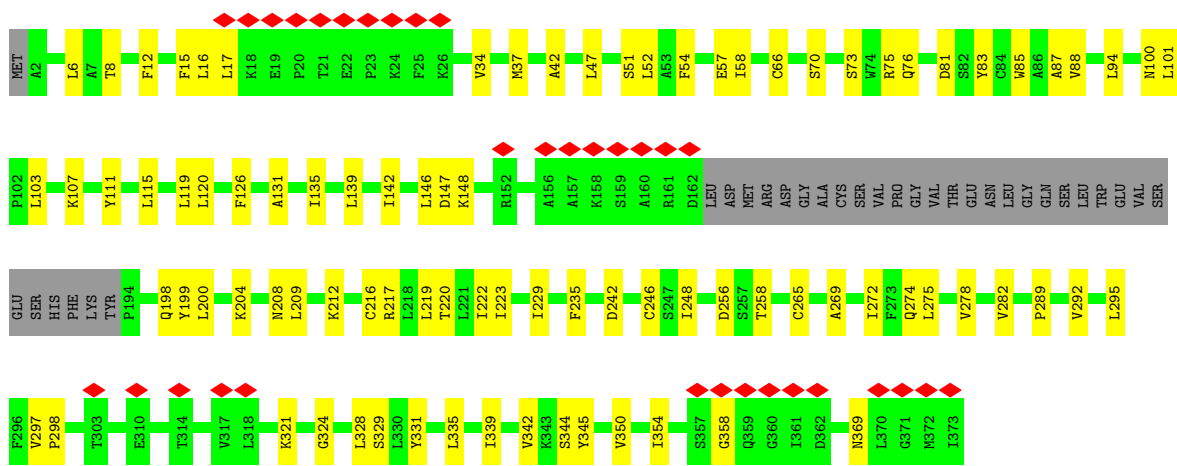 MET A2 L6 A7 T8 F12 F15 L16 L17 K18 E19 P20 T21 E22 P23 K24 F25 K26 V34 M37 A42 L47 S51 L52 A53 F54 E57 I58 C66 S70 S73 W74 R75 Q76 D81 S82 Y83 C84 W85 A86 A87 V88 L94 N100 L101
P102 L103 K107 Y111 L115 L119 L120 F126 A131 I135 L139 I142 L146 D147 K148 R152 A156 A157 K158 S159 A160 R161 D162 LEU ASP MET ARG ASP GLY ALA CYS SER VAL PRO GLY VAL THR GLU ASN LEU GLY GLN SER LEU TRP GLU VAL SER
GLU SER HIS PHE LYS TYR P194 Q198 Y199 L200 K204 N208 L209 K212 C216 R217 L218 L219 T220 L221 I222 I223 I229 F235 D242 C246 S247 I248 D256 S257 T258 C265 A269 I272 F273 Q274 L275 V278 V282 P289 V292 L295
F296 V297 P298 T303 E310 T314 V317 L318 K321 G324 L328 S329 L330 Y331 L335 I339 V342 K343 S344 Y345 V350 I354 S357 G358 Q359 G360 I361 D362 N369 L370 G371 M372 I373